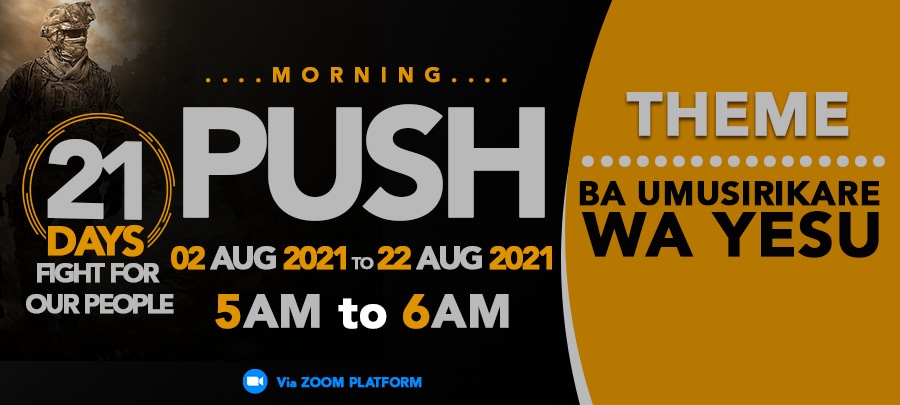 ....MORNING....
PUSH
21
DAYS
FIGHT FOR
OUR PEOPLE
02 AUG 2021 TO 22 AUG 2021
5AM to 6AM
Via ZOOM PLATFORM
THEME
BA UMUSIRIKARE
WA YESU